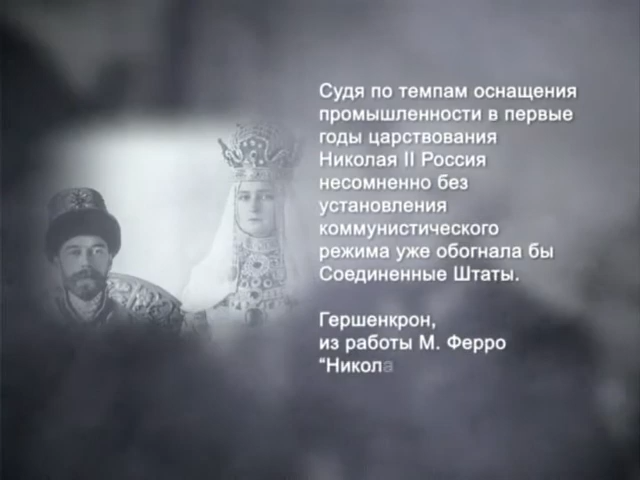 Судя по темпам оснащения
промышленности в первые
годы царствования
Николая II Россия
несомненно без
установления
коммунистического
режима уже обогнала бы
Соединенные Штаты.
Гершенкрон,
из работы М. Ферро
“Никола